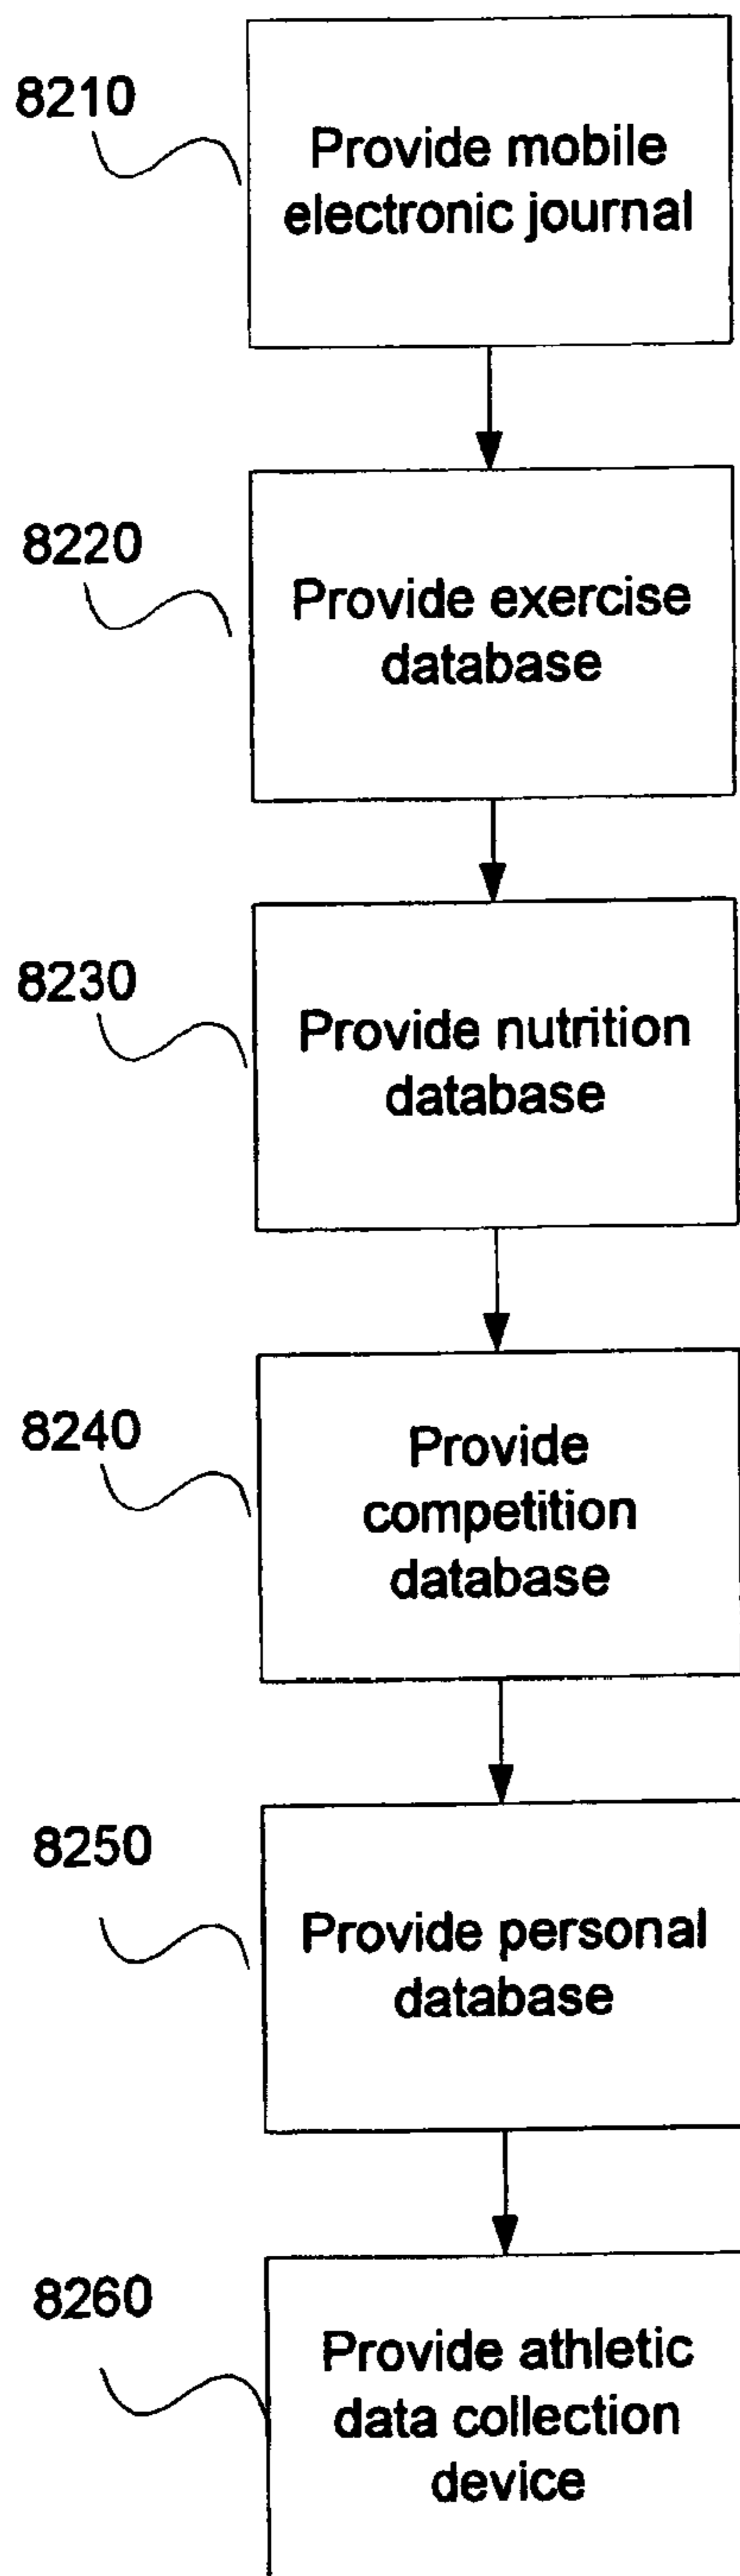 8210
Provide mobile
electronic journal
8220
Provide exercise
database
8230
Provide nutrition
database
8240
Provide
competition
database
8250
Provide personal
database
8260
Provide athletic
data collection
device